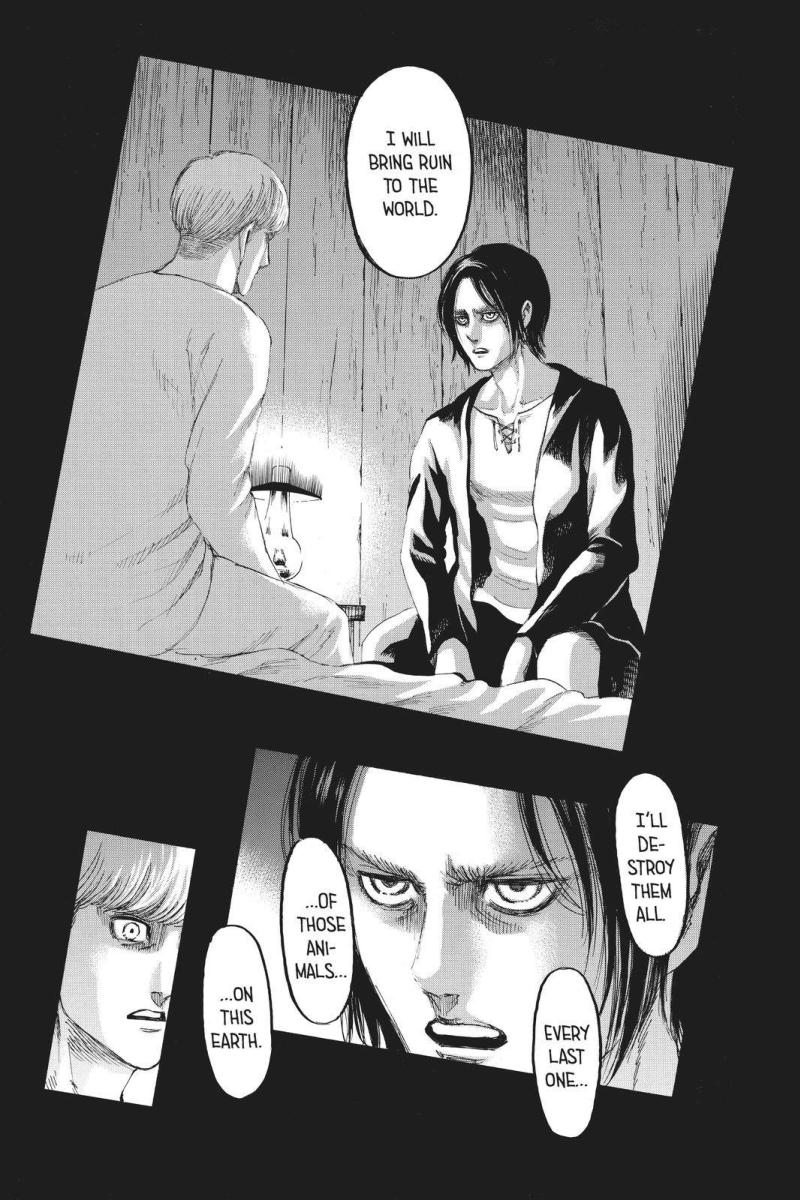 I WILL
BRING RUIN
TO THE
WORLD.
I'LL
DE-
STROY
THEM
ALL.
EVERY
LAST
ONE...
...OF
THOSE
ANI-
MALS...
...ON
THIS
EARTH.